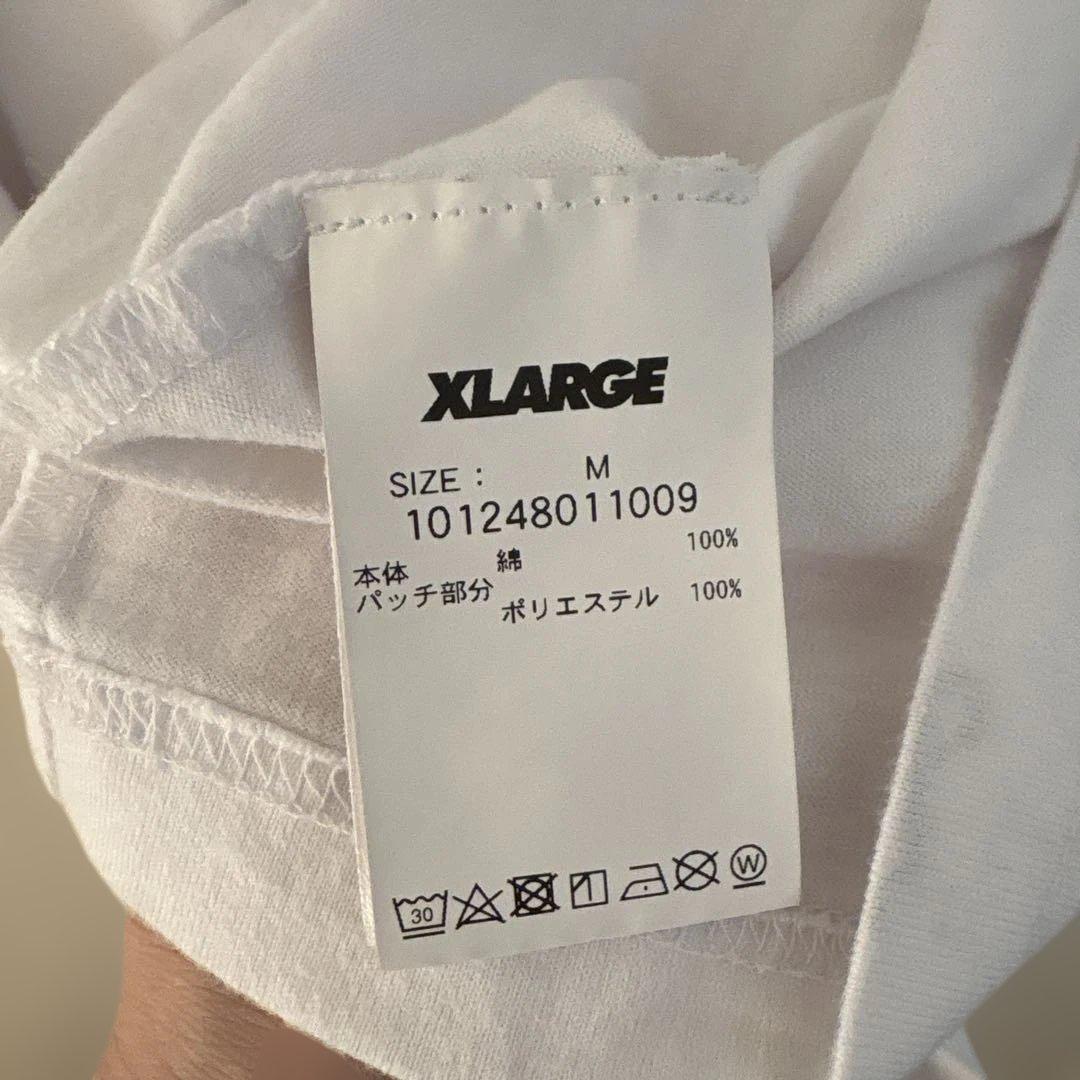 XLARGE
SIZE : M
101248011009
本体 綿 100%
パッチ部分 ポリエステル 100%
30 W